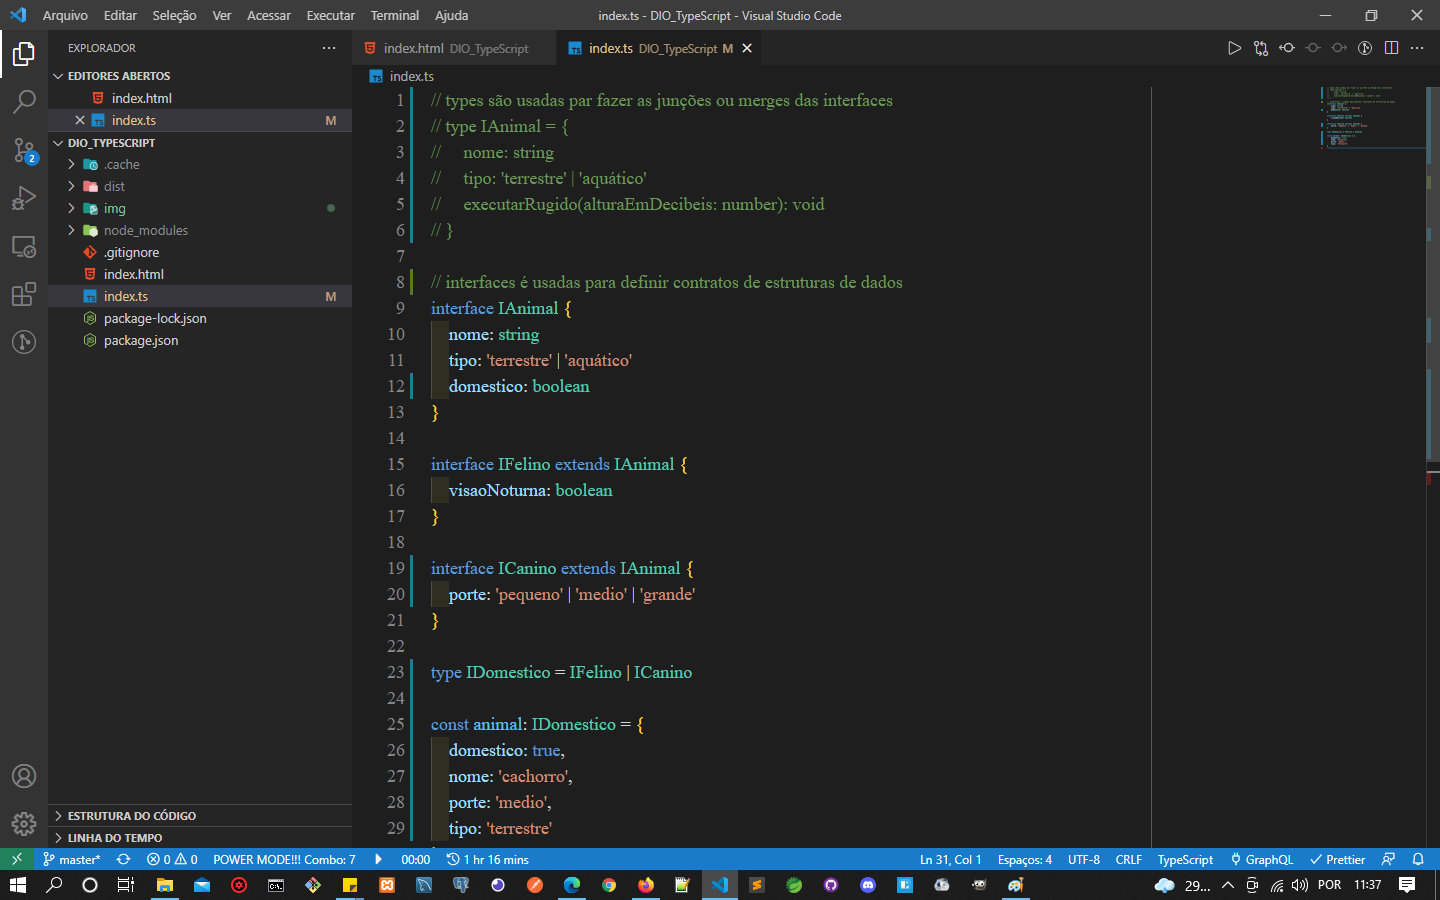 Arquivo Editar Seleção Ver Acessar Executar Terminal Ajuda index.ts - DIO_TypeScript - Visual Studio Code
EXPLORADOR
EDITORES ABERTOS
index.html
index.ts M
DIO_TYPESCRIPT
.cache
dist
img
node_modules
.gitignore
index.html
index.ts M
package-lock.json
package.json
ESTRUTURA DO CÓDIGO
LINHA DO TEMPO
2
index.html DIO_TypeScript index.ts DIO_TypeScript M
index.ts
1 // types são usadas par fazer as junções ou merges das interfaces
2 // type IAnimal = {
3 //     nome: string
4 //     tipo: 'terrestre' | 'aquático'
5 //     executarRugido(alturaEmDecibeis: number): void
6 // }
7
8 // interfaces é usadas para definir contratos de estruturas de dados
9 interface IAnimal {
10     nome: string
11     tipo: 'terrestre' | 'aquático'
12     domestico: boolean
13 }
14
15 interface IFelino extends IAnimal {
16     visaoNoturna: boolean
17 }
18
19 interface ICanino extends IAnimal {
20     porte: 'pequeno' | 'medio' | 'grande'
21 }
22
23 type IDomestico = IFelino | ICanino
24
25 const animal: IDomestico = {
26     domestico: true,
27     nome: 'cachorro',
28     porte: 'medio',
29     tipo: 'terrestre'
master* 0 0 POWER MODE!!! Combo: 7 00:00 1 hr 16 mins Ln 31, Col 1 Espaços: 4 UTF-8 CRLF TypeScript GraphQL Prettier
29... POR 11:37